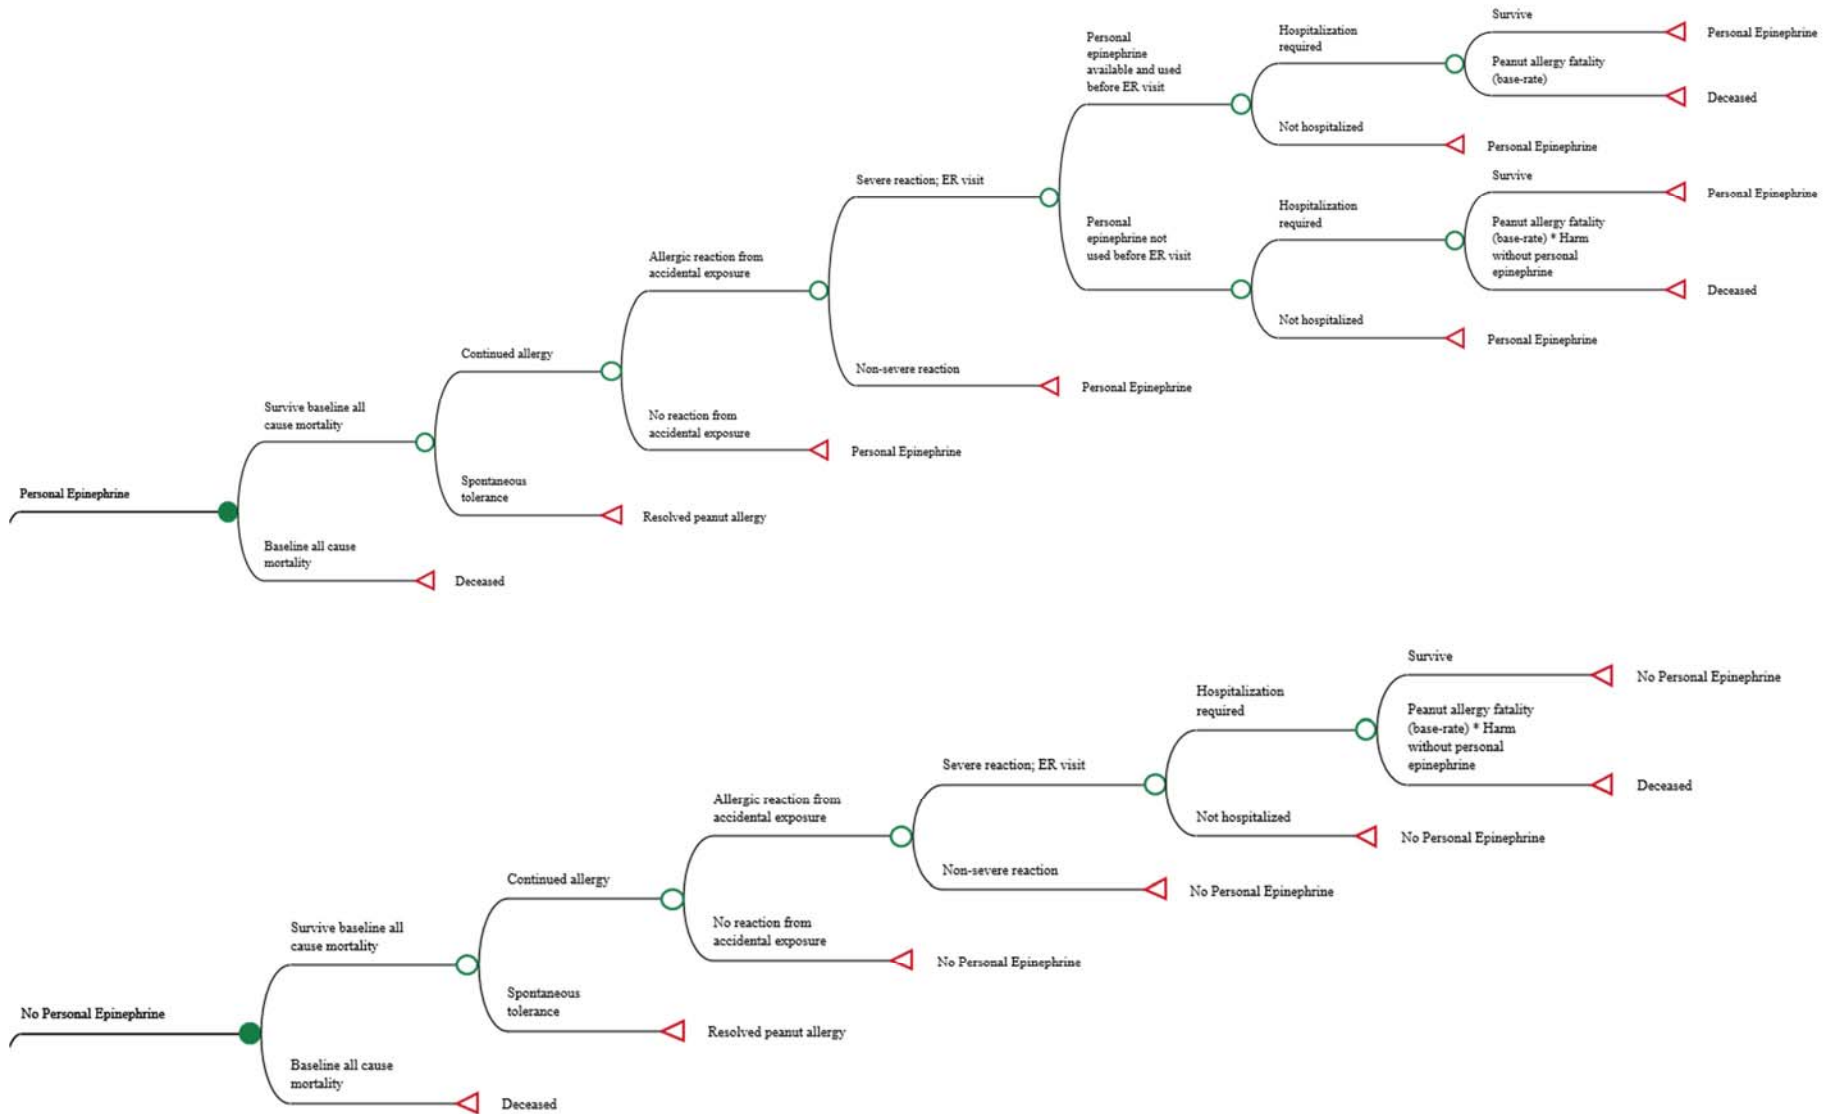 Survive
Personal Epinephrine
Hospitalization
required
Personal
epinephrine
available and used
before ER visit
Peanut allergy fatality
(base-rate)
Deceased
Not hospitalized
Personal Epinephrine
Severe reaction; ER visit
Survive
Personal Epinephrine
Hospitalization
required
Personal
epinephrine not
used before ER visit
Peanut allergy fatality
(base-rate) * Harm
without personal
epinephrine
Deceased
Allergic reaction from
accidental exposure
Not hospitalized
Personal Epinephrine
Continued allergy
Non-severe reaction
Personal Epinephrine
Survive baseline all
cause mortality
No reaction from
accidental exposure
Personal Epinephrine
Personal Epinephrine
Spontaneous
tolerance
Resolved peanut allergy
Baseline all cause
mortality
Deceased
Survive
No Personal Epinephrine
Hospitalization
required
Peanut allergy fatality
(base-rate) * Harm
without personal
epinephrine
Deceased
Severe reaction; ER visit
Allergic reaction from
accidental exposure
Not hospitalized
No Personal Epinephrine
Continued allergy
Non-severe reaction
No Personal Epinephrine
Survive baseline all
cause mortality
No reaction from
accidental exposure
No Personal Epinephrine
No Personal Epinephrine
Spontaneous
tolerance
Resolved peanut allergy
Baseline all cause
mortality
Deceased